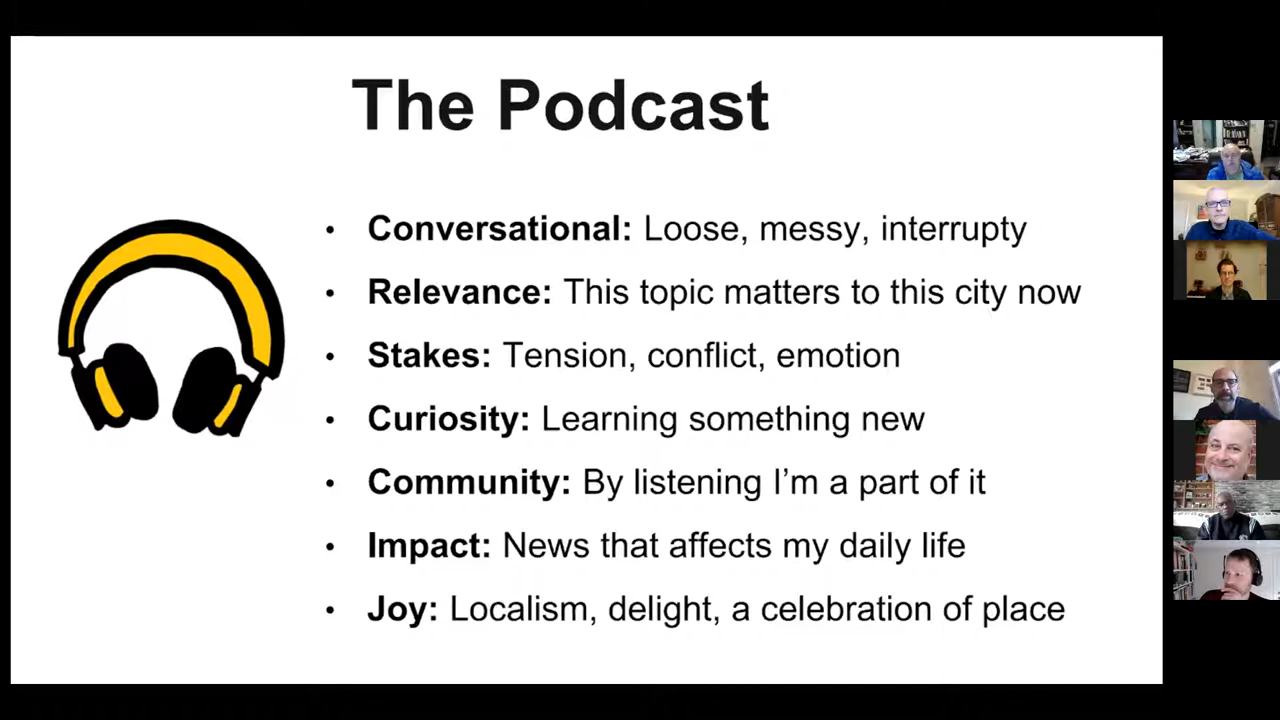 The Podcast
• Conversational: Loose, messy, interrupty
• Relevance: This topic matters to this city now
• Stakes: Tension, conflict, emotion
• Curiosity: Learning something new
• Community: By listening I’m a part of it
• Impact: News that affects my daily life
• Joy: Localism, delight, a celebration of place